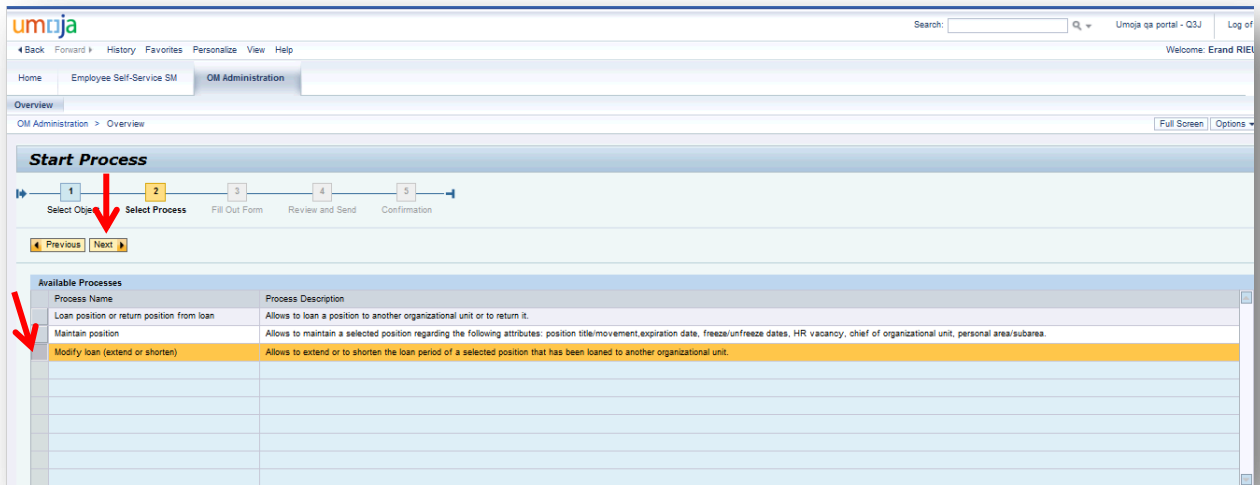 umoja
Search: Umoja qa portal - Q3J Log of
Back Forward History Favorites Personalize View Help
Welcome: Erand RIEU
Home Employee Self-Service SM OM Administration
Overview
OM Administration > Overview
Full Screen Options
Start Process
1 2 3 4 5
Select Obje Select Process Fill Out Form Review and Send Confirmation
Previous Next
Available Processes
Process Name Process Description
Loan position or return position from loan Allows to loan a position to another organizational unit or to return it.
Maintain position Allows to maintain a selected position regarding the following attributes: position title/movement,expiration date, freeze/unfreeze dates, HR vacancy, chief of organizational unit, personal area/subarea.
Modify loan (extend or shorten) Allows to extend or to shorten the loan period of a selected position that has been loaned to another organizational unit.